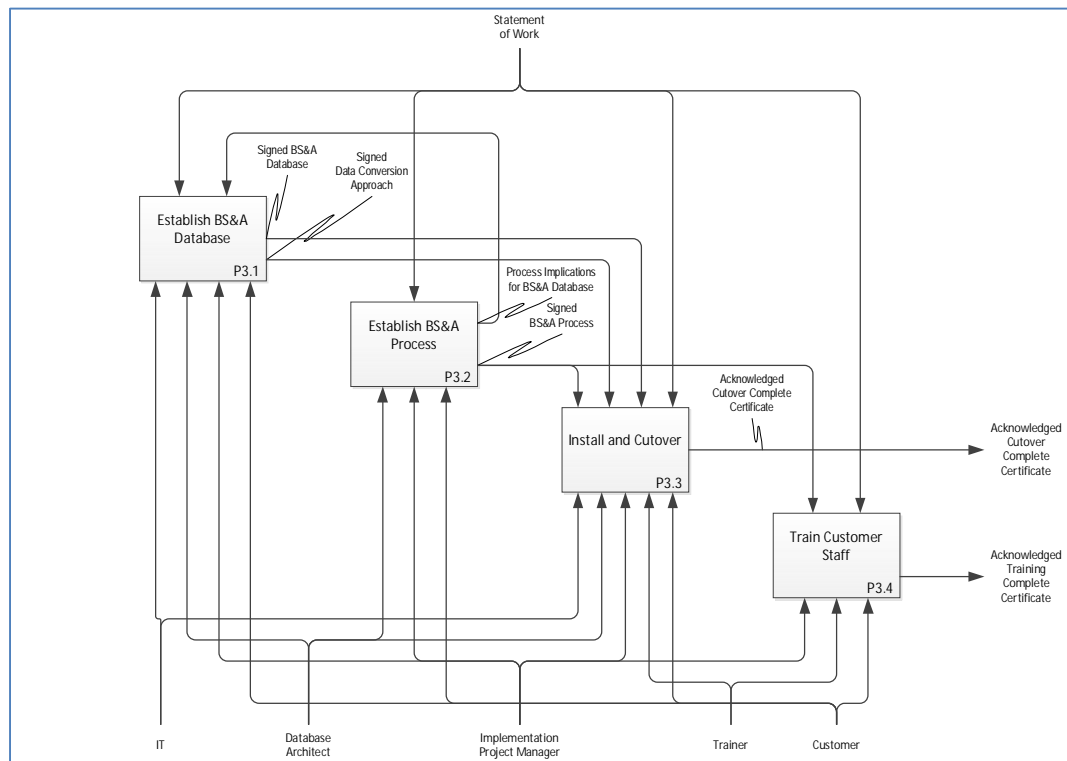 Statement
of Work
Signed BS&A
Database
Signed
Data Conversion
Approach
Establish BS&A
Database
P3.1
Process Implications
for BS&A Database
Signed
BS&A Process
Establish BS&A
Process
P3.2
Acknowledged
Cutover Complete
Certificate
Install and Cutover
P3.3
Acknowledged
Cutover
Complete
Certificate
Train Customer
Staff
P3.4
Acknowledged
Training
Complete
Certificate
IT
Database
Architect
Implementation
Project Manager
Trainer
Customer